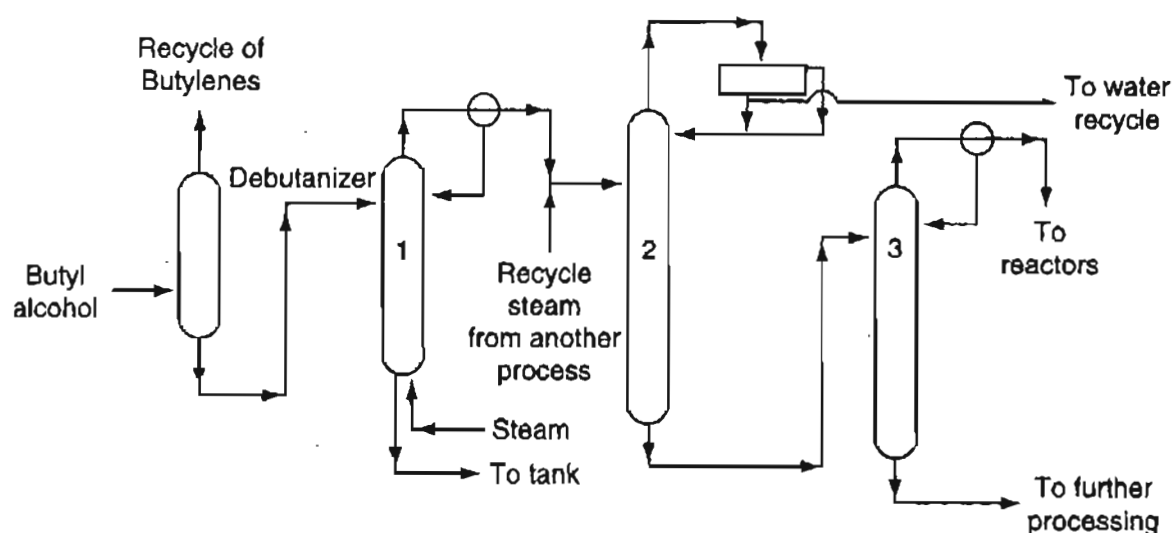 Recycle of
Butylenes
To water
recycle
Debutanizer
1
2
3
To
reactors
Butyl
alcohol
Recycle
steam
from another
process
Steam
To tank
To further
processing